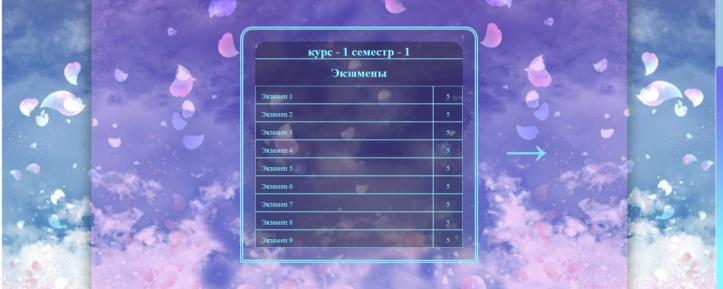 курс - 1 семестр - 1
Экзамены
Экзамен 1 5
Экзамен 2 5
Экзамен 3 5
Экзамен 4 5
Экзамен 5 5
Экзамен 6 5
Экзамен 7 5
Экзамен 8 5
Экзамен 9 5